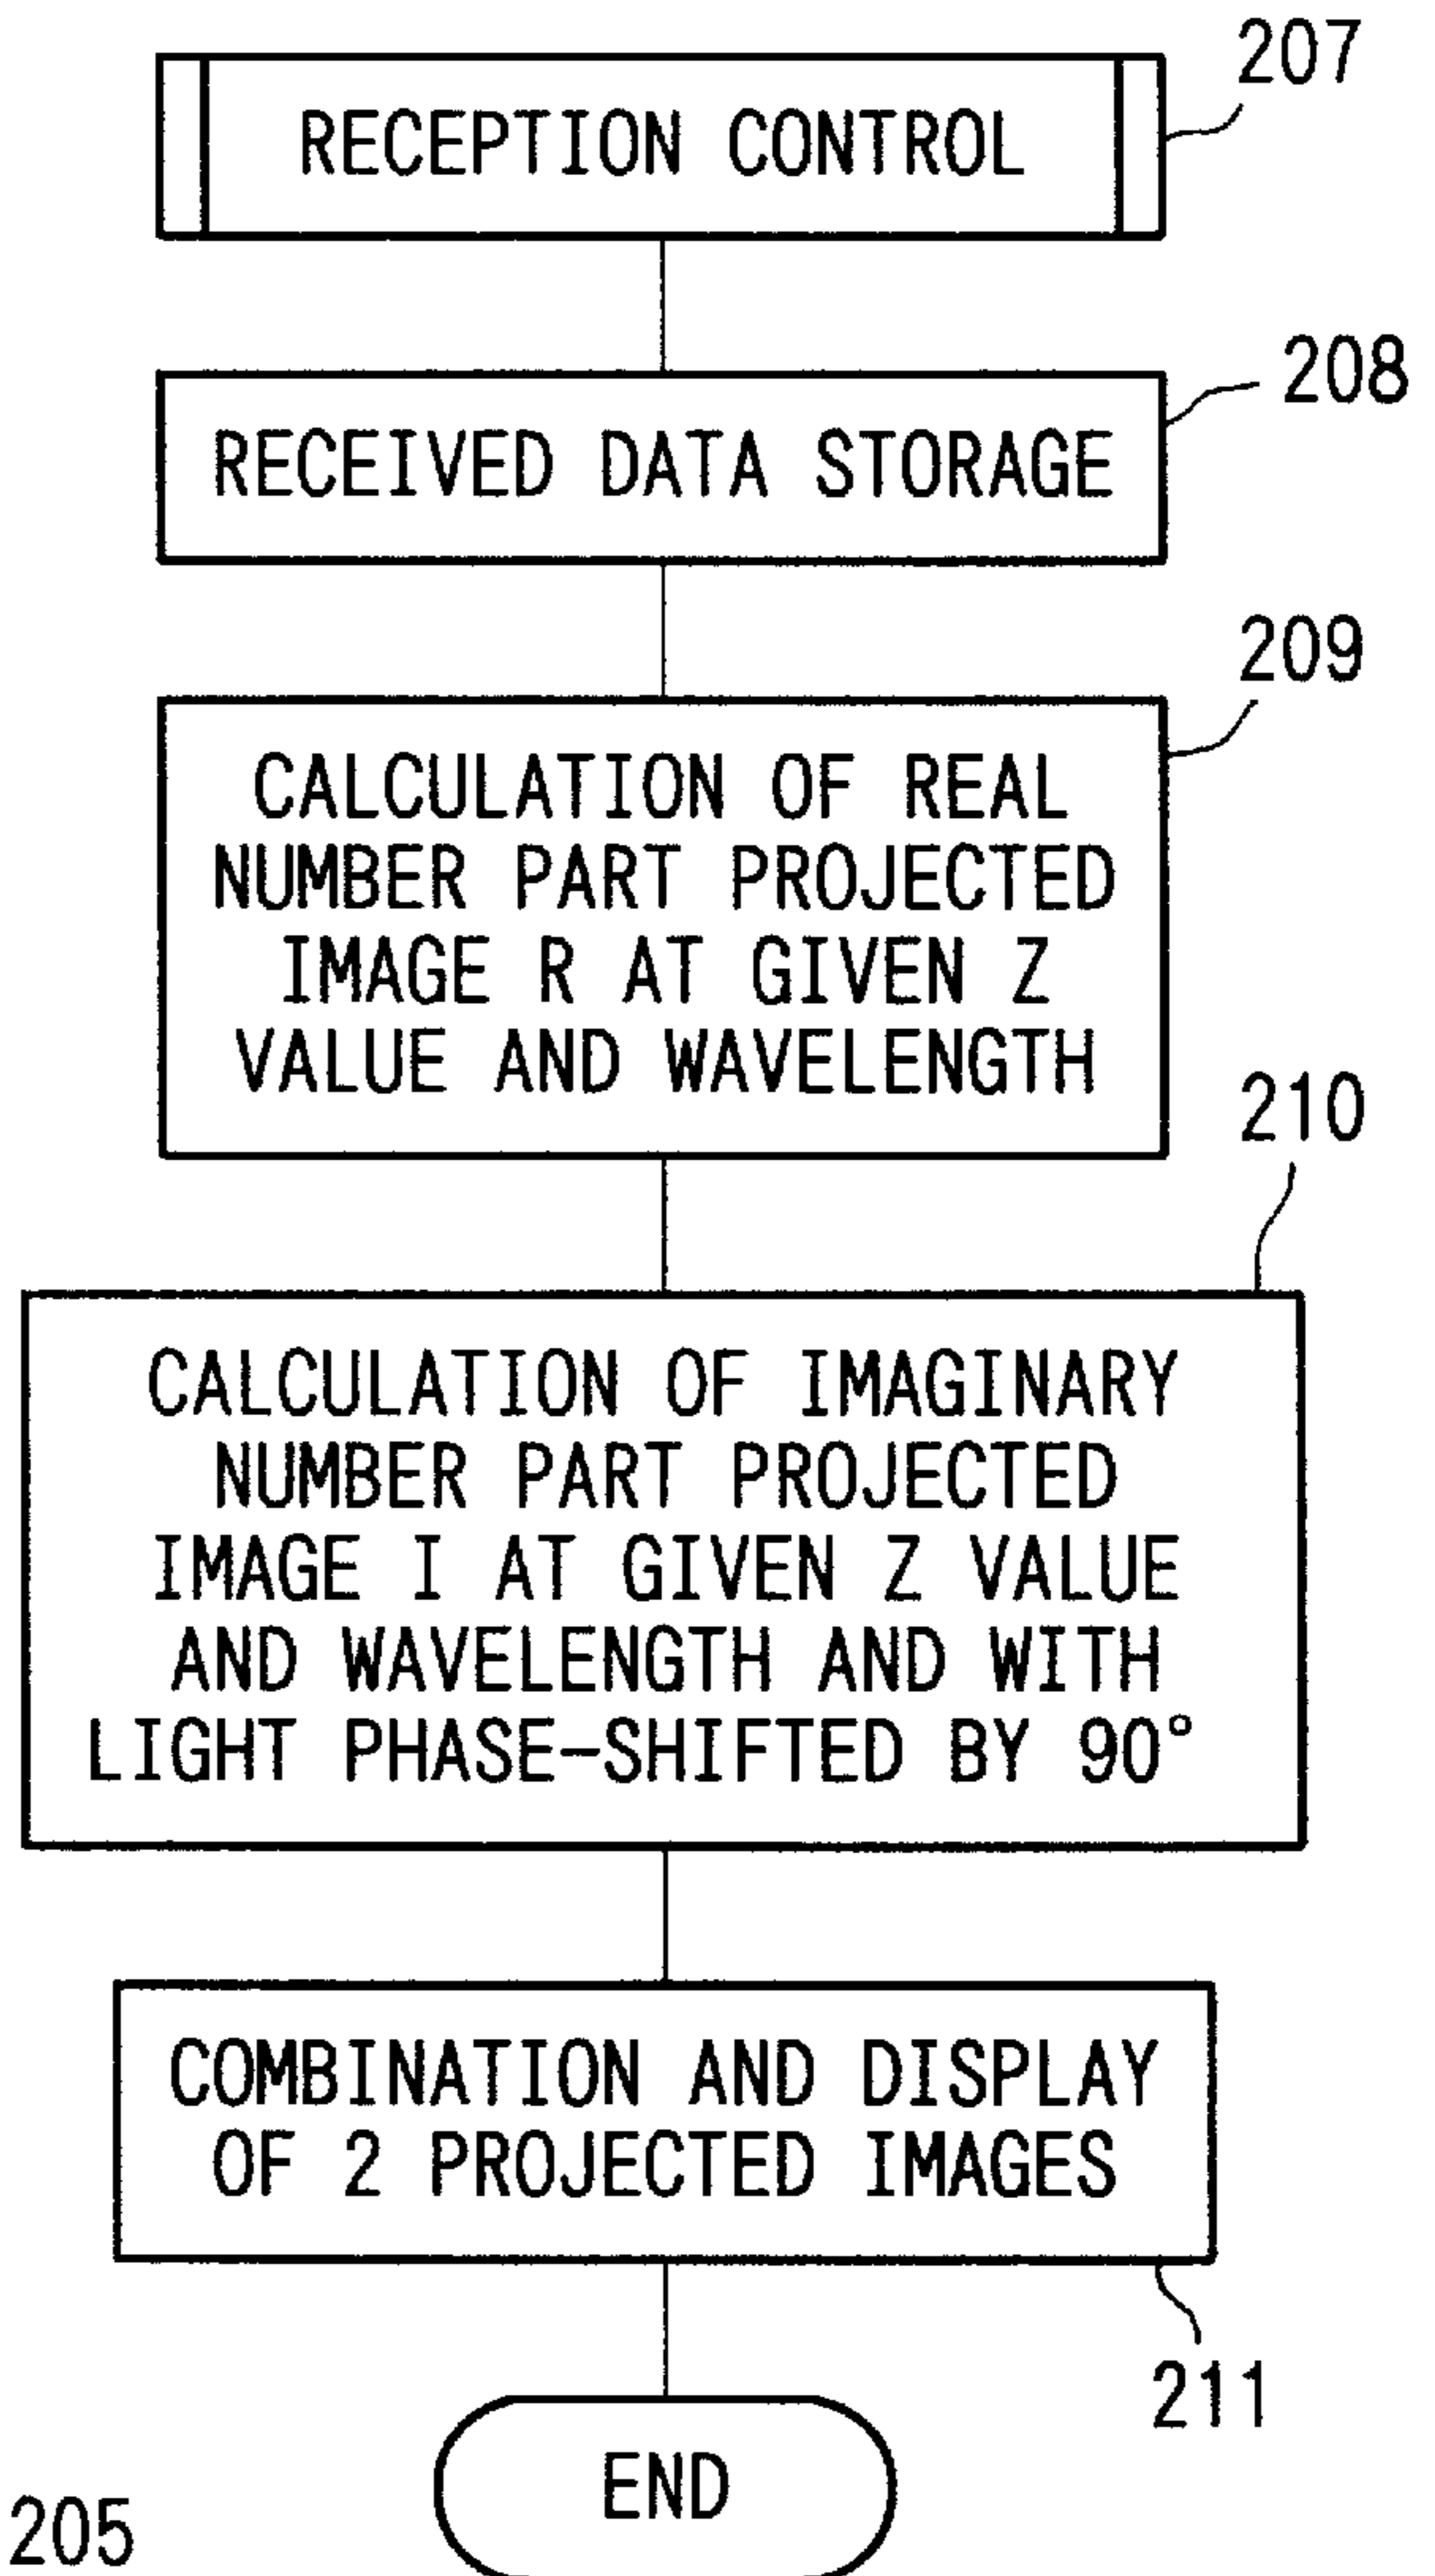 207
RECEPTION CONTROL
208
RECEIVED DATA STORAGE
209
CALCULATION OF REAL
NUMBER PART PROJECTED
IMAGE R AT GIVEN Z
VALUE AND WAVELENGTH
210
CALCULATION OF IMAGINARY
NUMBER PART PROJECTED
IMAGE I AT GIVEN Z VALUE
AND WAVELENGTH AND WITH
LIGHT PHASE-SHIFTED BY 90°
COMBINATION AND DISPLAY
OF 2 PROJECTED IMAGES
211
END
205